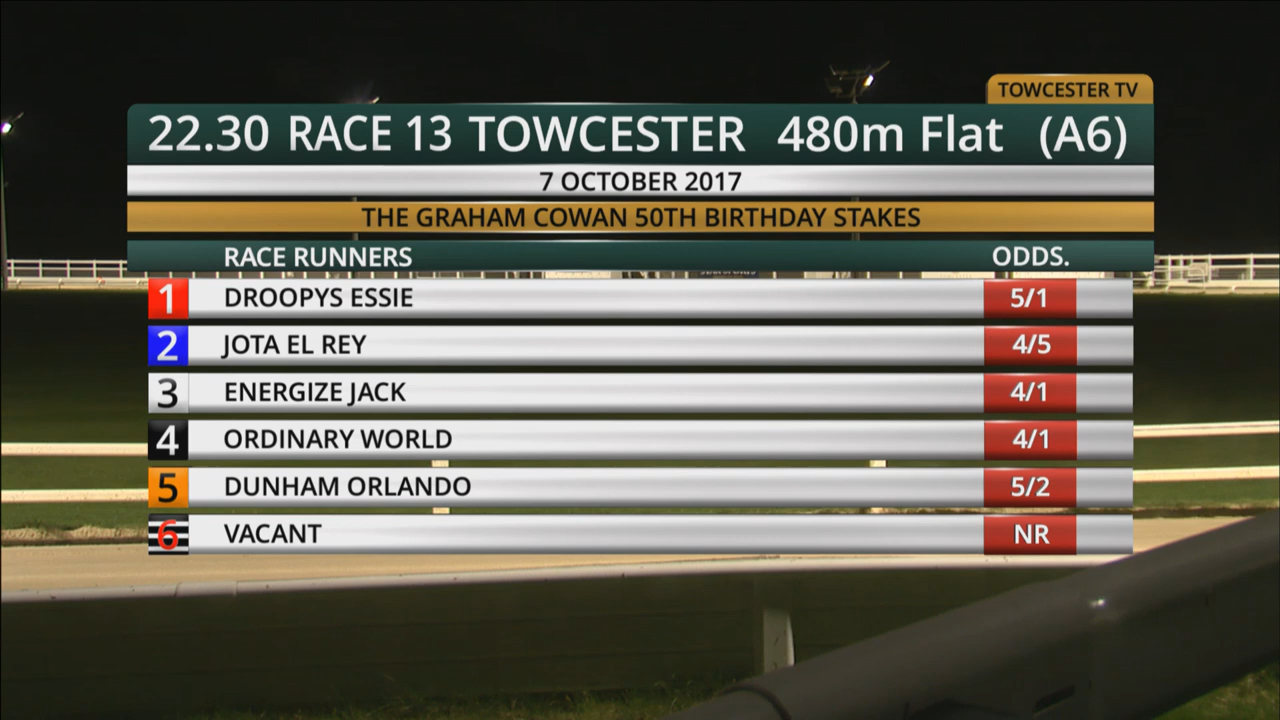 TOWCESTER TV
22.30 RACE 13 TOWCESTER 480m Flat (A6)
7 OCTOBER 2017
THE GRAHAM COWAN 50TH BIRTHDAY STAKES
RACE RUNNERS ODDS.
1 DROOPYS ESSIE 5/1
2 JOTA EL REY 4/5
3 ENERGIZE JACK 4/1
4 ORDINARY WORLD 4/1
5 DUNHAM ORLANDO 5/2
6 VACANT NR